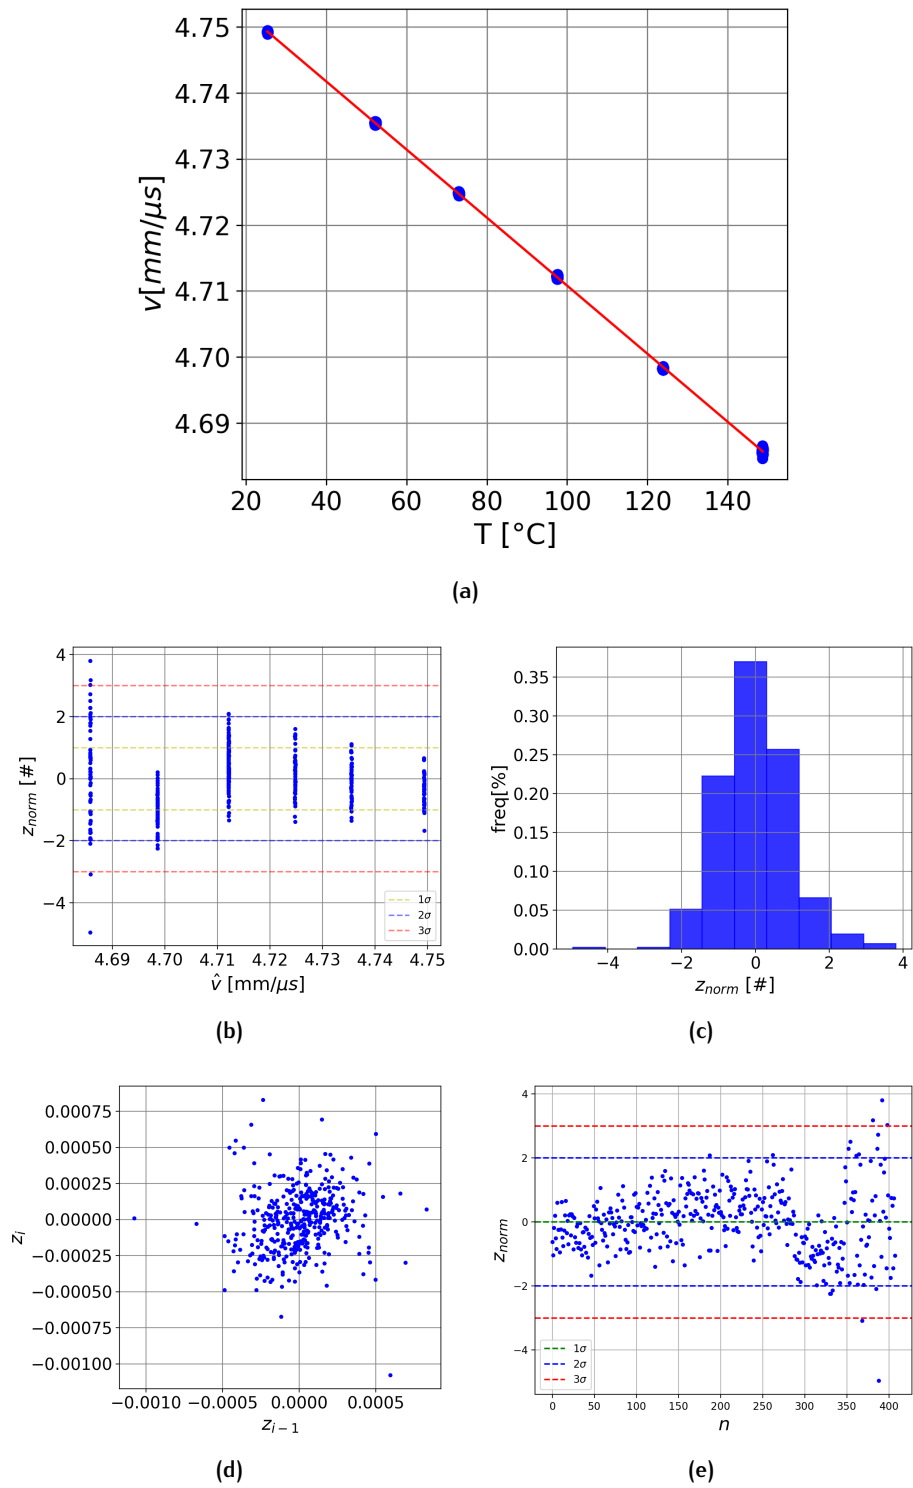 4.75
4.74
4.73
4.72
4.71
4.70
4.69
v[mm/μs]
20 40 60 80 100 120 140
T [°C]
(a)
4
2
0
−2
−4
z_norm [#]
1σ
2σ
3σ
4.69 4.70 4.71 4.72 4.73 4.74 4.75
v̂ [mm/μs]
(b)
0.35
0.30
0.25
0.20
0.15
0.10
0.05
0.00
freq[%]
−4 −2 0 2 4
z_norm [#]
(c)
0.00075
0.00050
0.00025
0.00000
−0.00025
−0.00050
−0.00075
−0.00100
z_i
−0.0010 −0.0005 0.0000 0.0005
z_{i−1}
(d)
4
2
0
−2
−4
z_norm
1σ
2σ
3σ
0 50 100 150 200 250 300 350 400
n
(e)